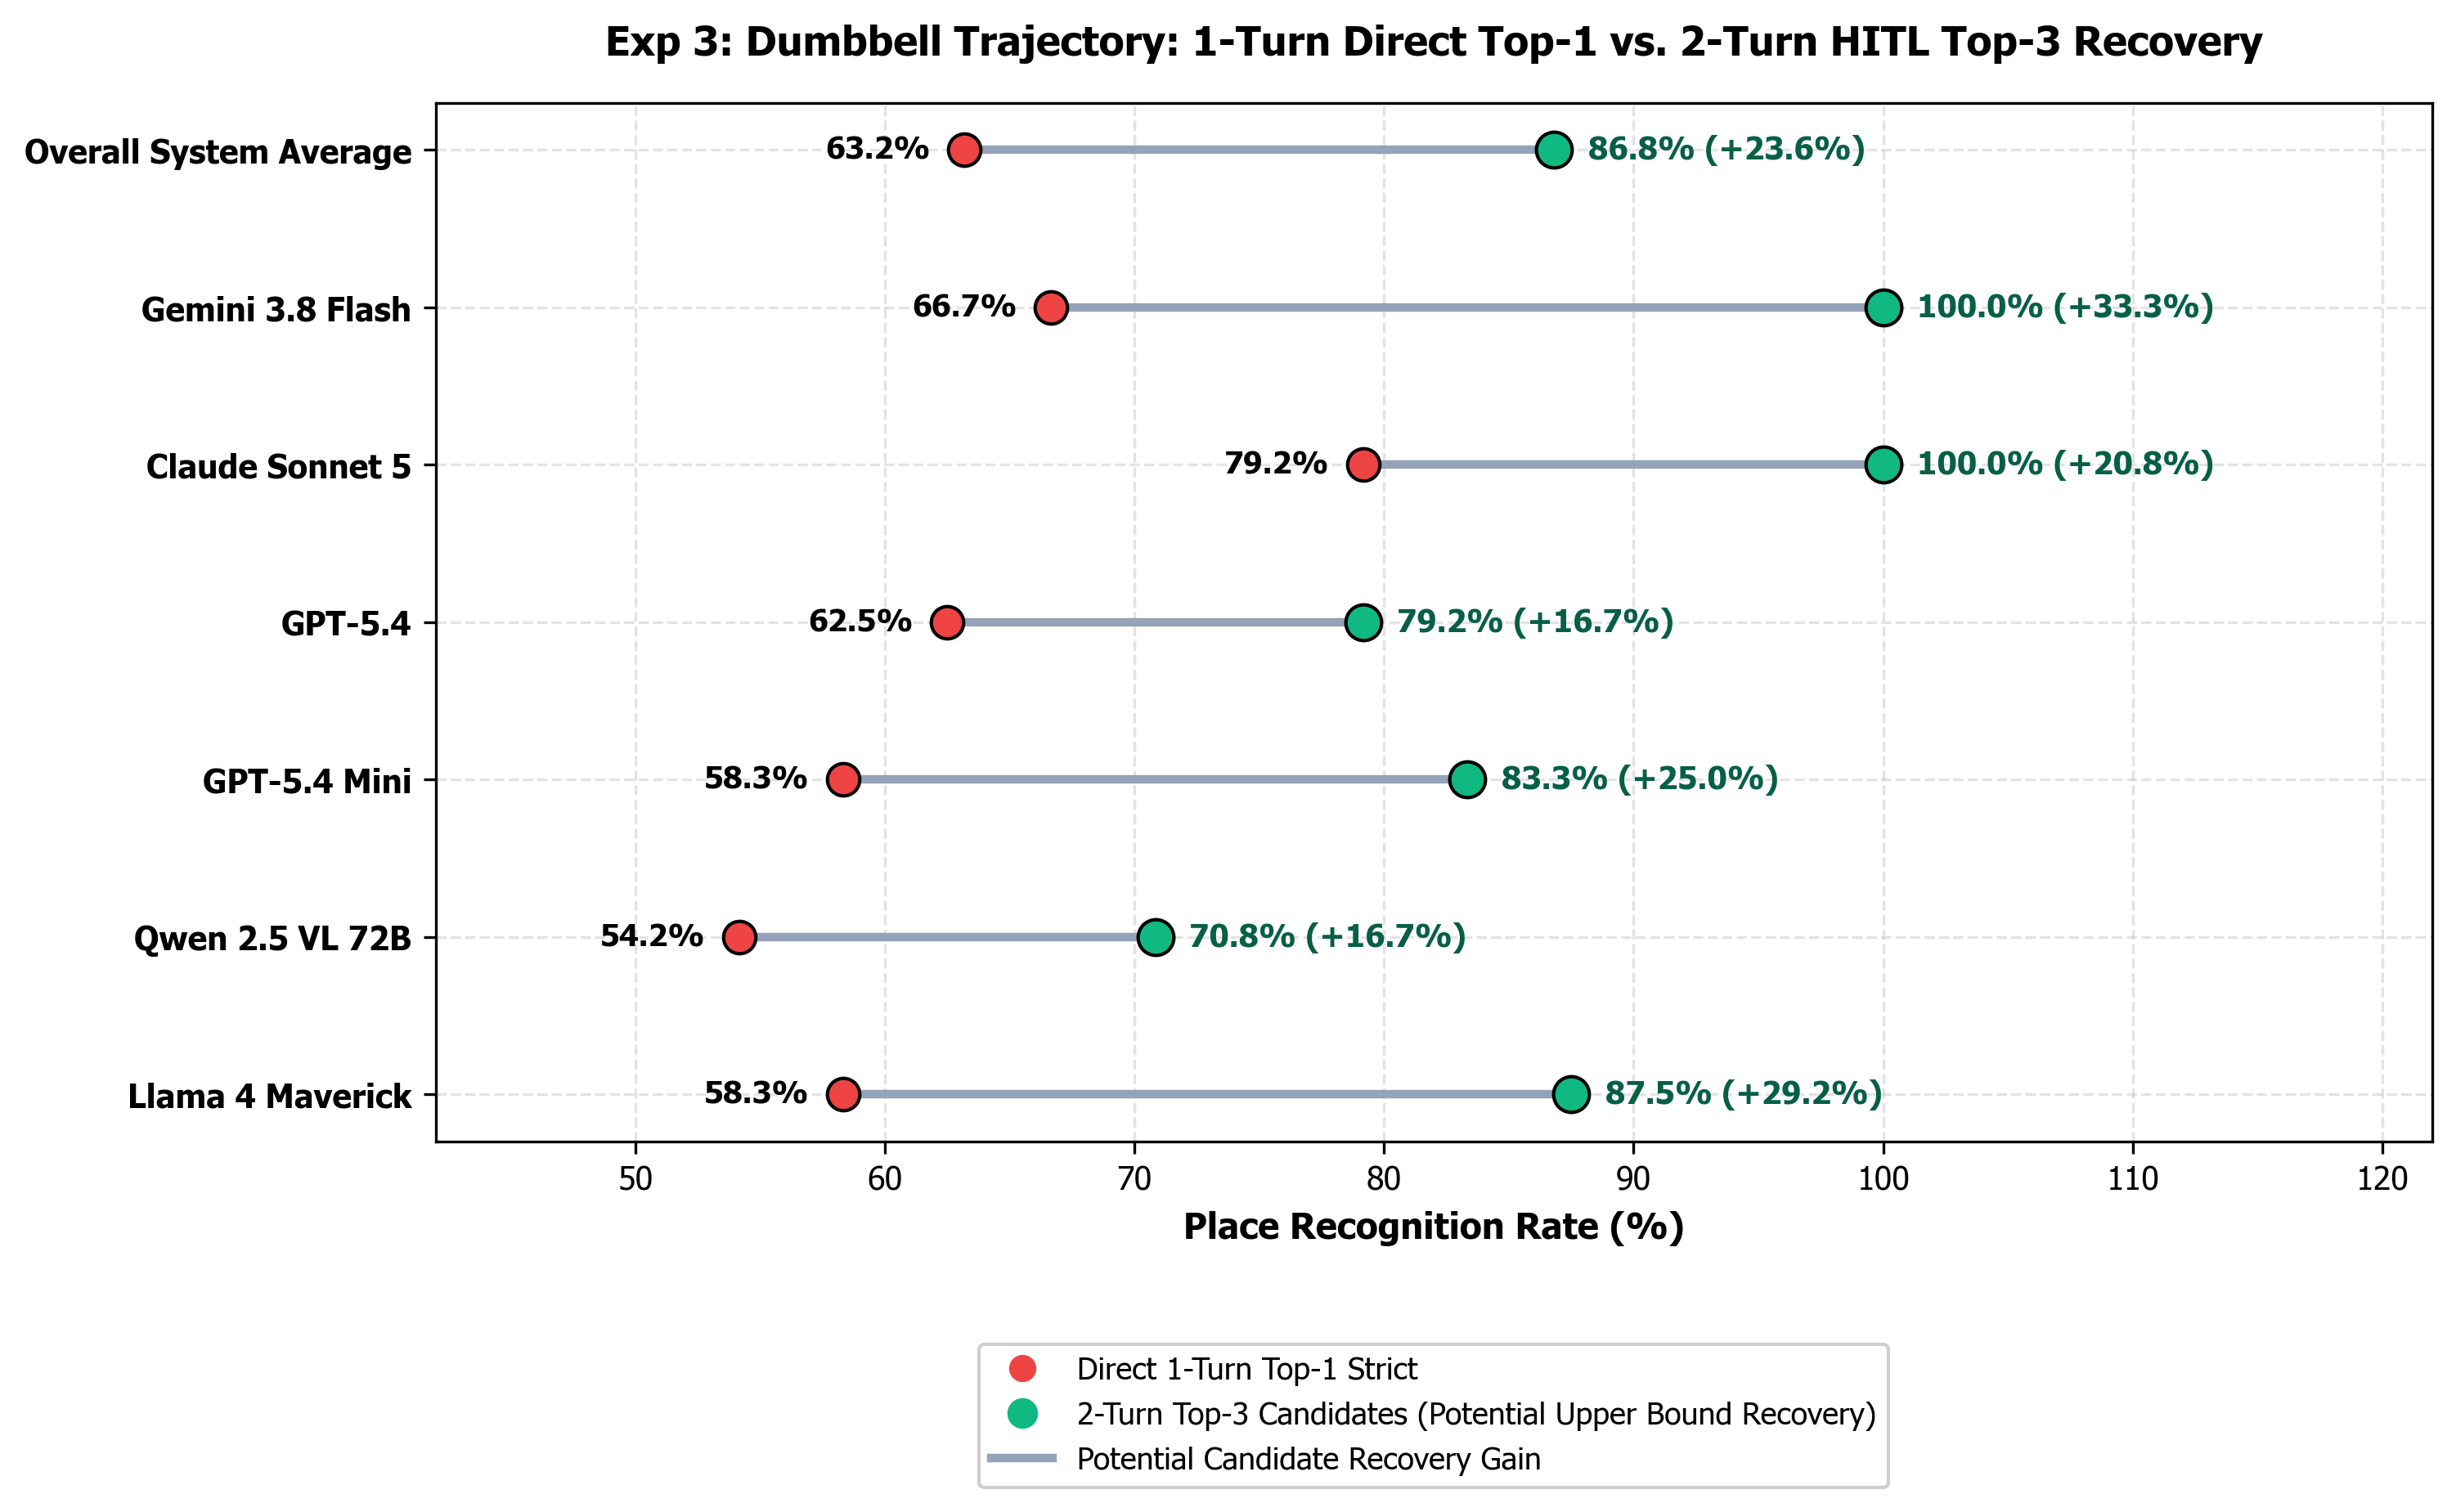 Exp 3: Dumbbell Trajectory: 1-Turn Direct Top-1 vs. 2-Turn HITL Top-3 Recovery
Overall System Average 63.2% 86.8% (+23.6%)
Gemini 3.8 Flash 66.7% 100.0% (+33.3%)
Claude Sonnet 5 79.2% 100.0% (+20.8%)
GPT-5.4 62.5% 79.2% (+16.7%)
GPT-5.4 Mini 58.3% 83.3% (+25.0%)
Qwen 2.5 VL 72B 54.2% 70.8% (+16.7%)
Llama 4 Maverick 58.3% 87.5% (+29.2%)
50 60 70 80 90 100 110 120
Place Recognition Rate (%)
Direct 1-Turn Top-1 Strict
2-Turn Top-3 Candidates (Potential Upper Bound Recovery)
Potential Candidate Recovery Gain